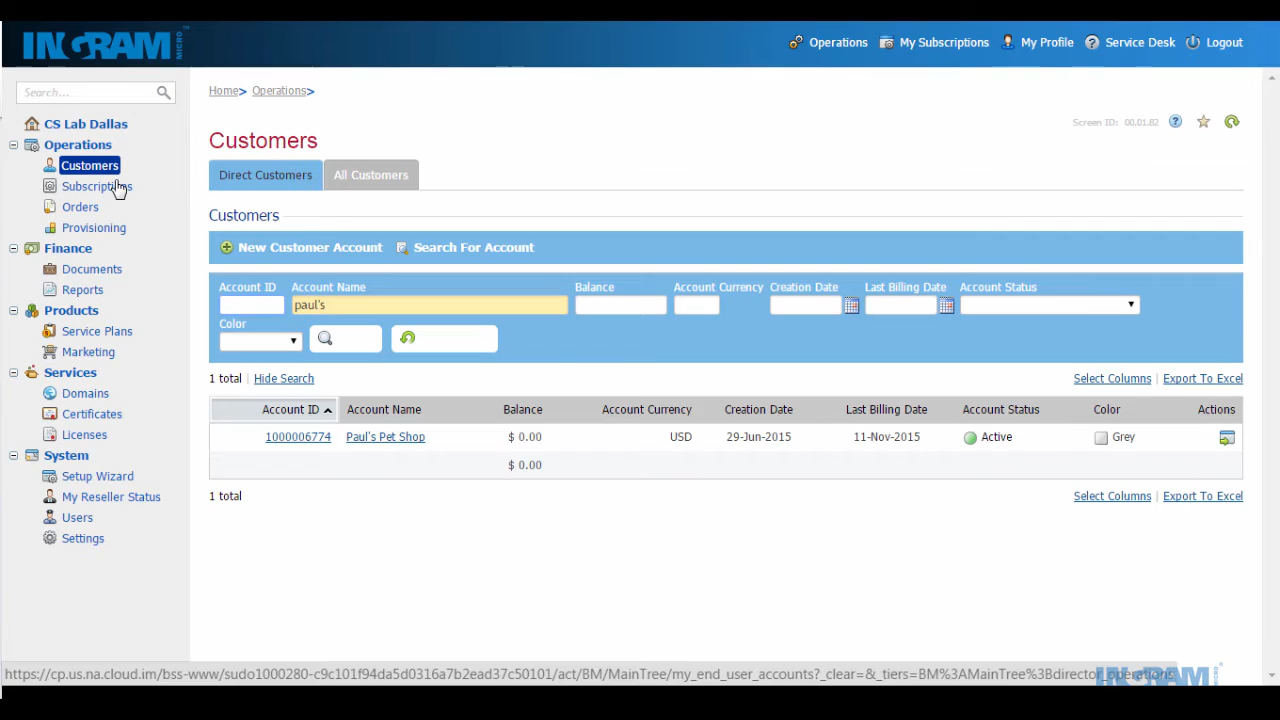 INGRAM MICRO
Operations My Subscriptions My Profile Service Desk Logout
Search...
CS Lab Dallas
Operations
Customers
Subscriptions
Orders
Provisioning
Finance
Documents
Reports
Products
Service Plans
Marketing
Services
Domains
Certificates
Licenses
System
Setup Wizard
My Reseller Status
Users
Settings
Home> Operations>
Screen ID: 00.01.82
Customers
Direct Customers All Customers
Customers
New Customer Account Search For Account
Account ID Account Name Balance Account Currency Creation Date Last Billing Date Account Status
paul's
Color
1 total | Hide Search Select Columns | Export To Excel
Account ID Account Name Balance Account Currency Creation Date Last Billing Date Account Status Color Actions
1000006774 Paul's Pet Shop $ 0.00 USD 29-Jun-2015 11-Nov-2015 Active Grey
$ 0.00
1 total Select Columns | Export To Excel
https://cp.us.na.cloud.im/bss-www/sudo1000280-c9c101f94da5d0316a7b2ead37c50101/act/BM/MainTree/my_end_user_accounts?_clear=&_tiers=BM%3AMainTree%3Bdirector_operations
INGRAM